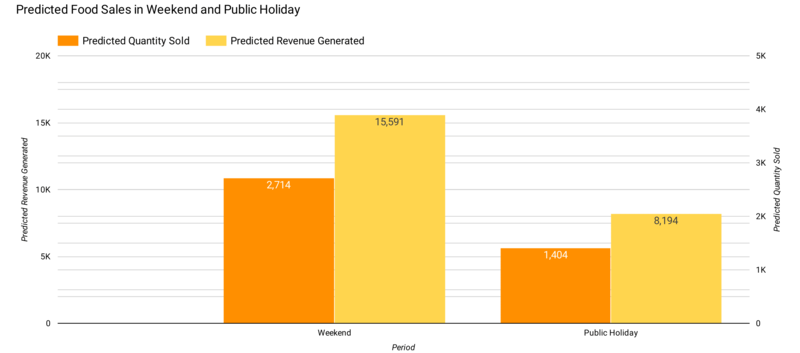 Predicted Food Sales in Weekend and Public Holiday
Predicted Quantity Sold
Predicted Revenue Generated
20K
15K
10K
5K
0
Predicted Revenue Generated
2,714
15,591
1,404
8,194
5K
4K
3K
2K
1K
0
Predicted Quantity Sold
Weekend
Public Holiday
Period